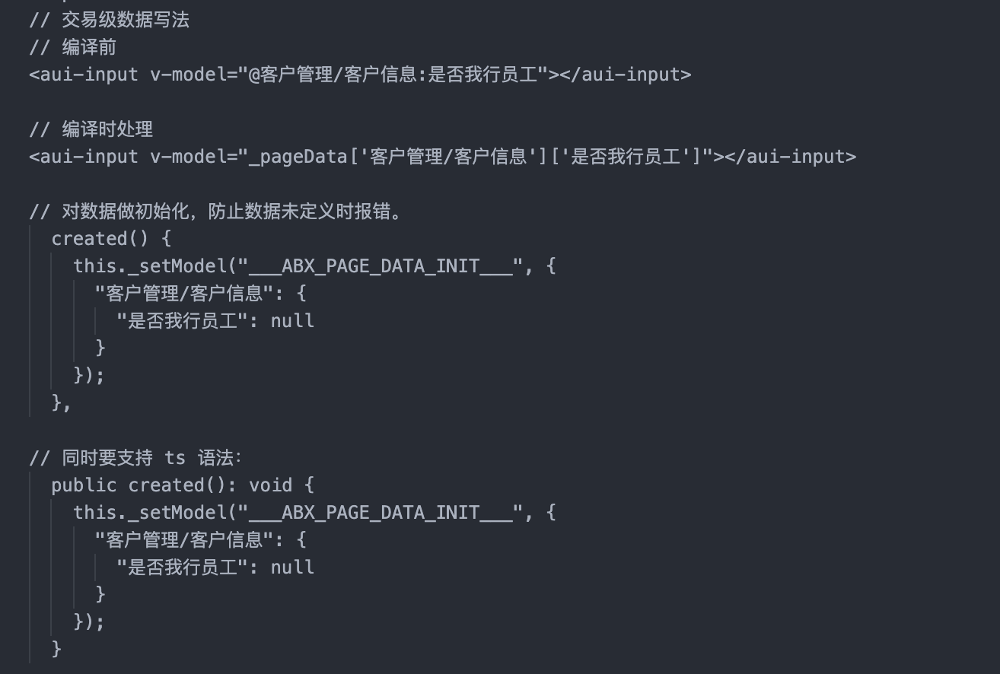 // 交易级数据写法
// 编译前
<aui-input v-model="@客户管理/客户信息:是否我行员工"></aui-input>
// 编译时处理
<aui-input v-model="_pageData['客户管理/客户信息']['是否我行员工']"></aui-input>
// 对数据做初始化，防止数据未定义时报错。
created() {
this._setModel("___ABX_PAGE_DATA_INIT___", {
"客户管理/客户信息": {
"是否我行员工": null
}
});
},
// 同时要支持 ts 语法：
public created(): void {
this._setModel("___ABX_PAGE_DATA_INIT___", {
"客户管理/客户信息": {
"是否我行员工": null
}
});
}